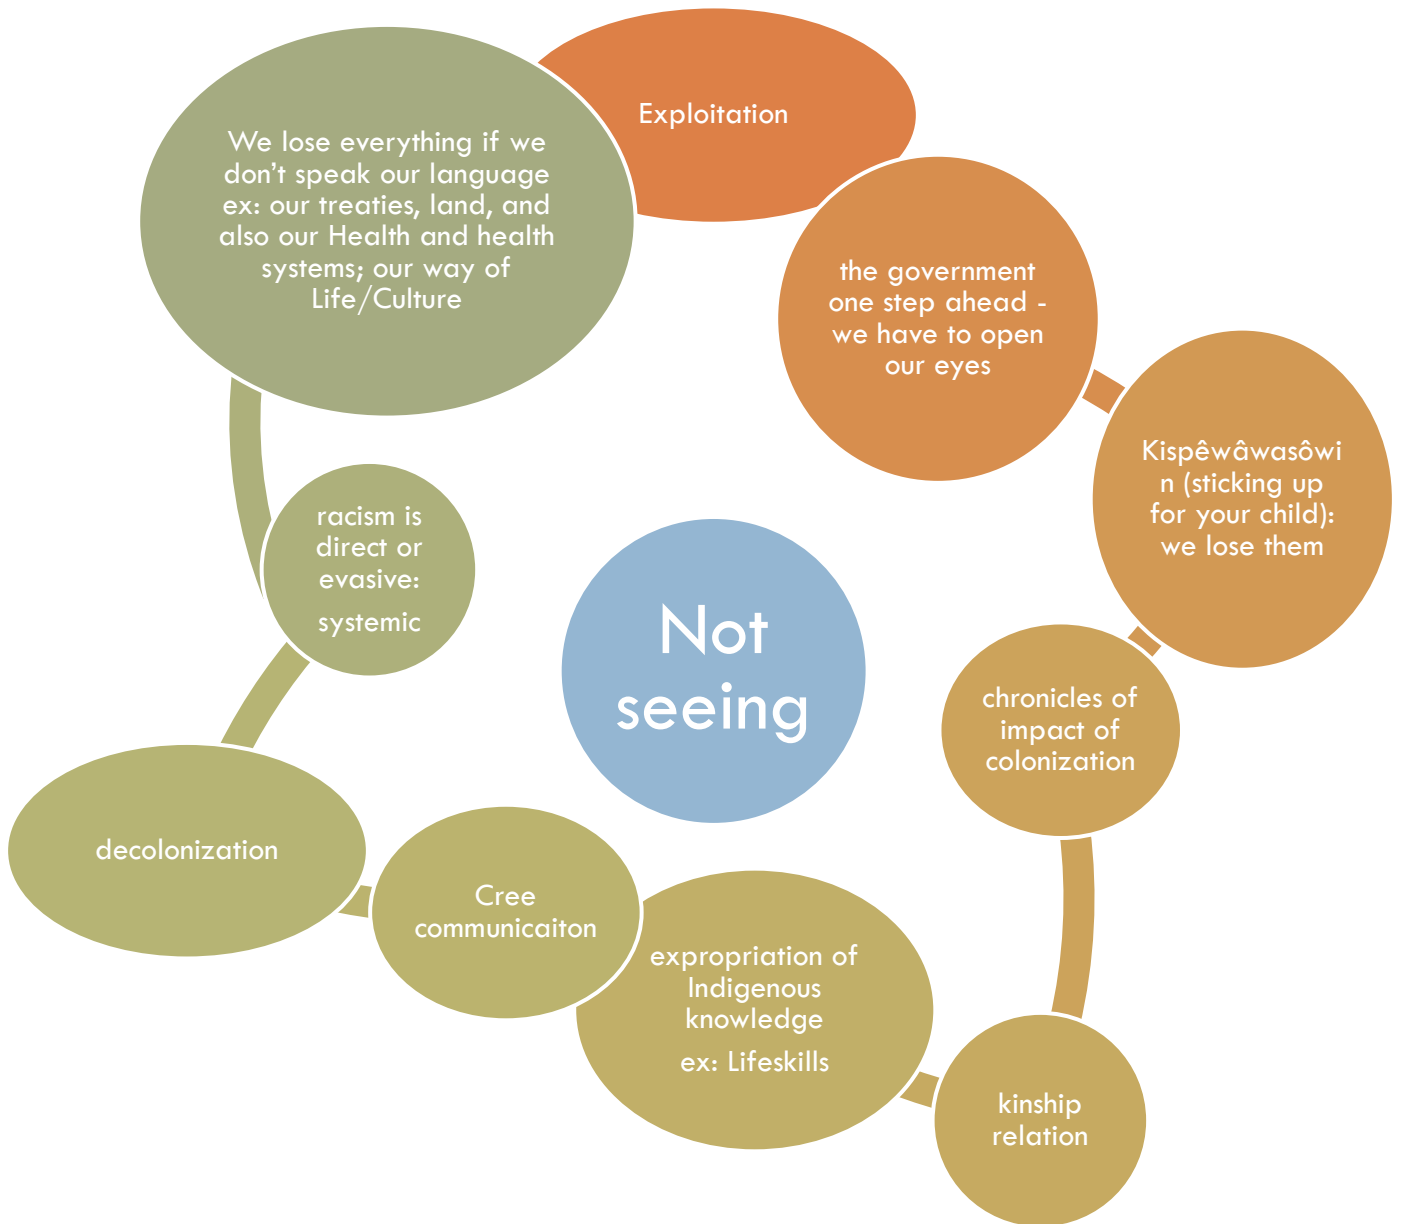 Exploitation
the government
one step ahead -
we have to open
our eyes
Kispêwâwasôwi
n (sticking up
for your child):
we lose them
chronicles of
impact of
colonization
kinship
relation
expropriation of
Indigenous
knowledge
ex: Lifeskills
Cree
communicaiton
decolonization
racism is
direct or
evasive:
systemic
We lose everything if we
don’t speak our language
ex: our treaties, land, and
also our Health and health
systems; our way of
Life/Culture
Not
seeing